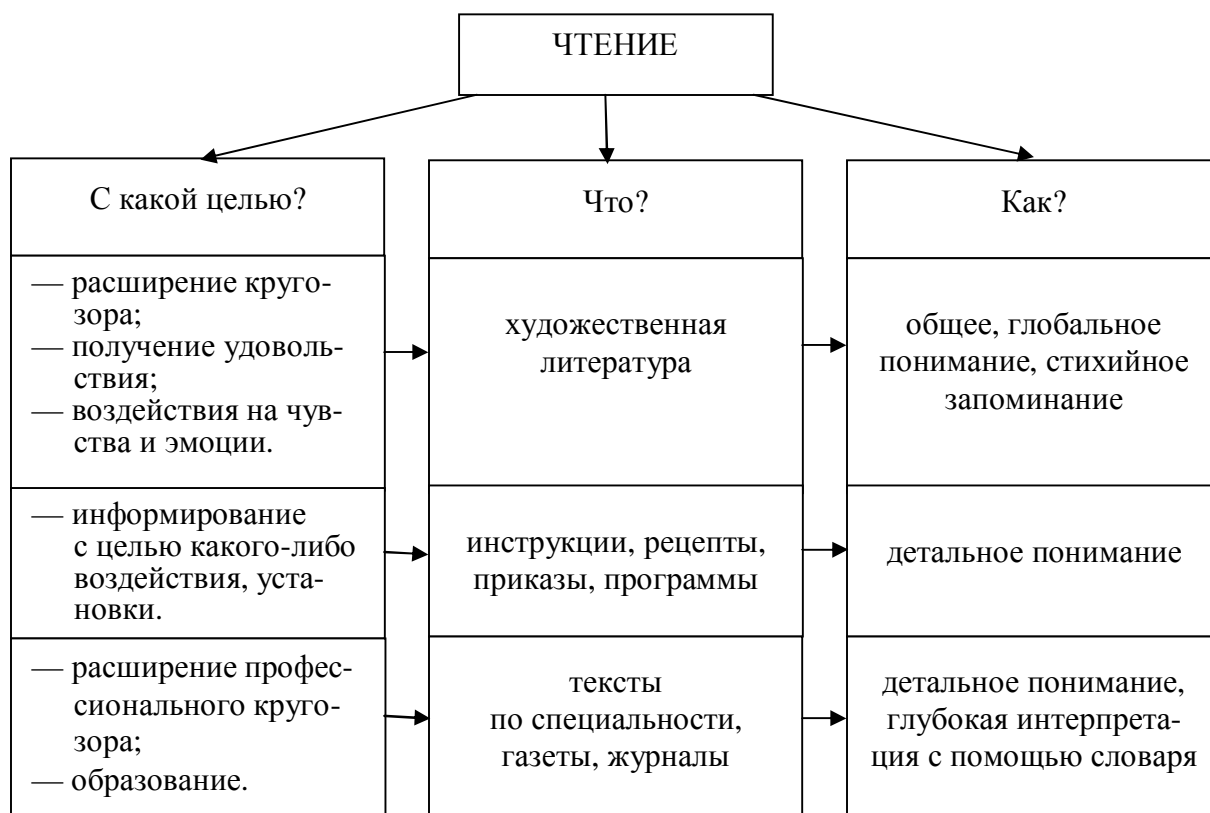 ЧТЕНИЕ
С какой целью?
Что?
Как?
— расширение круго-
зора;
— получение удоволь-
ствия;
— воздействия на чув-
ства и эмоции.
художественная
литература
общее, глобальное
понимание, стихийное
запоминание
— информирование
с целью какого-либо
воздействия, уста-
новки.
инструкции, рецепты,
приказы, программы
детальное понимание
— расширение профес-
сионального круго-
зора;
— образование.
тексты
по специальности,
газеты, журналы
детальное понимание,
глубокая интерпрета-
ция с помощью словаря